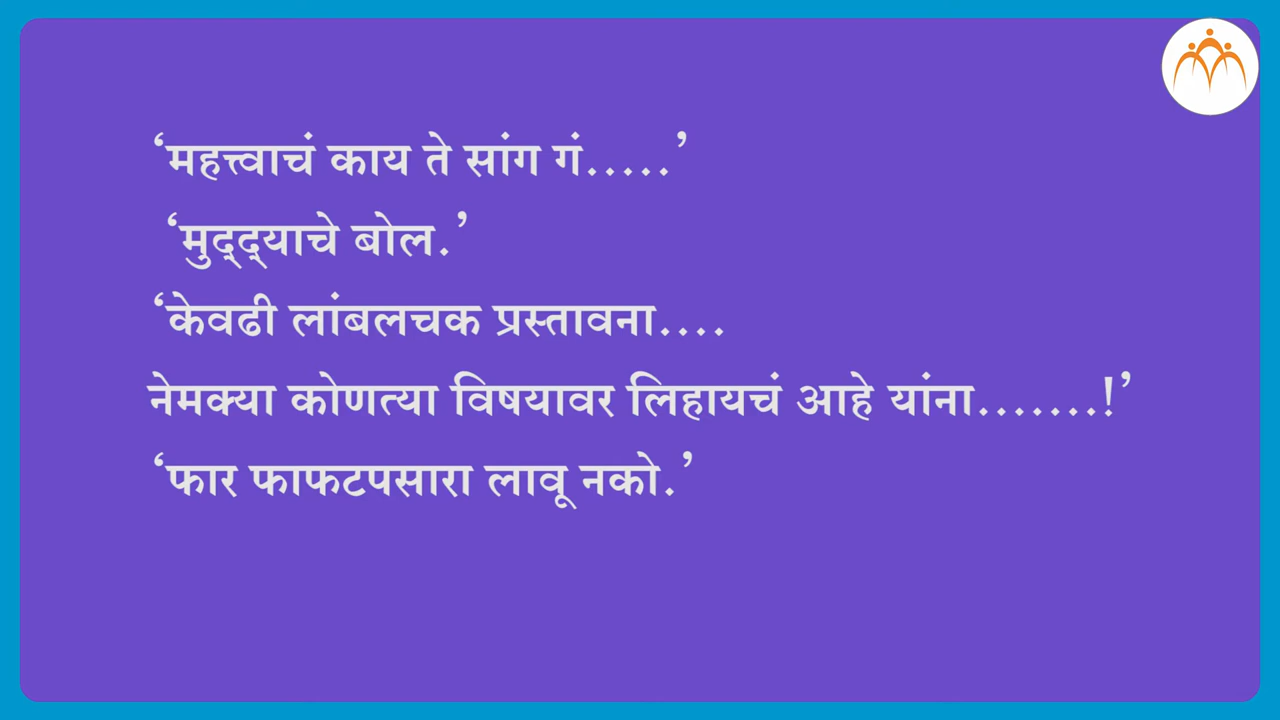 ‘महत्त्वाचं काय ते सांग गं.....’
‘मुद्‌द्‌याचे बोल.’
‘केवढी लांबलचक प्रस्तावना....
नेमक्या कोणत्या विषयावर लिहायचं आहे यांना.......!’
‘फार फाफटपसारा लावू नको.’